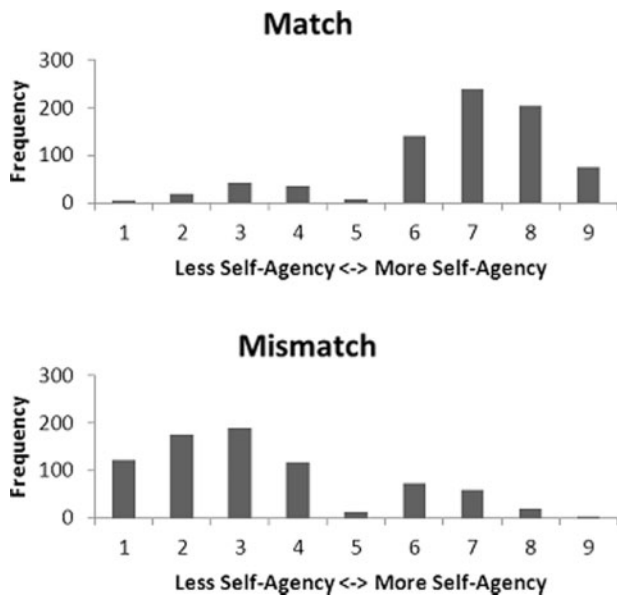 Match
Frequency
300
200
100
0
1 2 3 4 5 6 7 8 9
Less Self-Agency <-> More Self-Agency
Mismatch
Frequency
300
200
100
0
1 2 3 4 5 6 7 8 9
Less Self-Agency <-> More Self-Agency